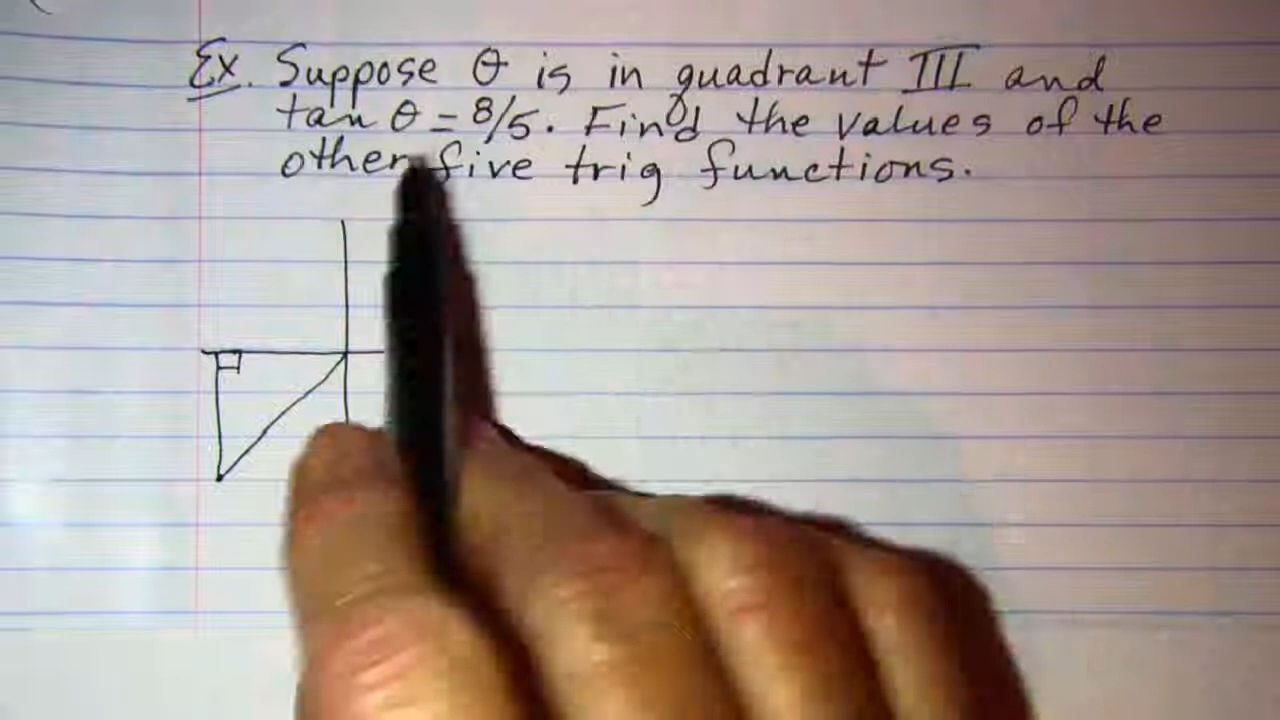 Ex. Suppose θ is in quadrant III and
tan θ = 8/5. Find the values of the
other five trig functions.